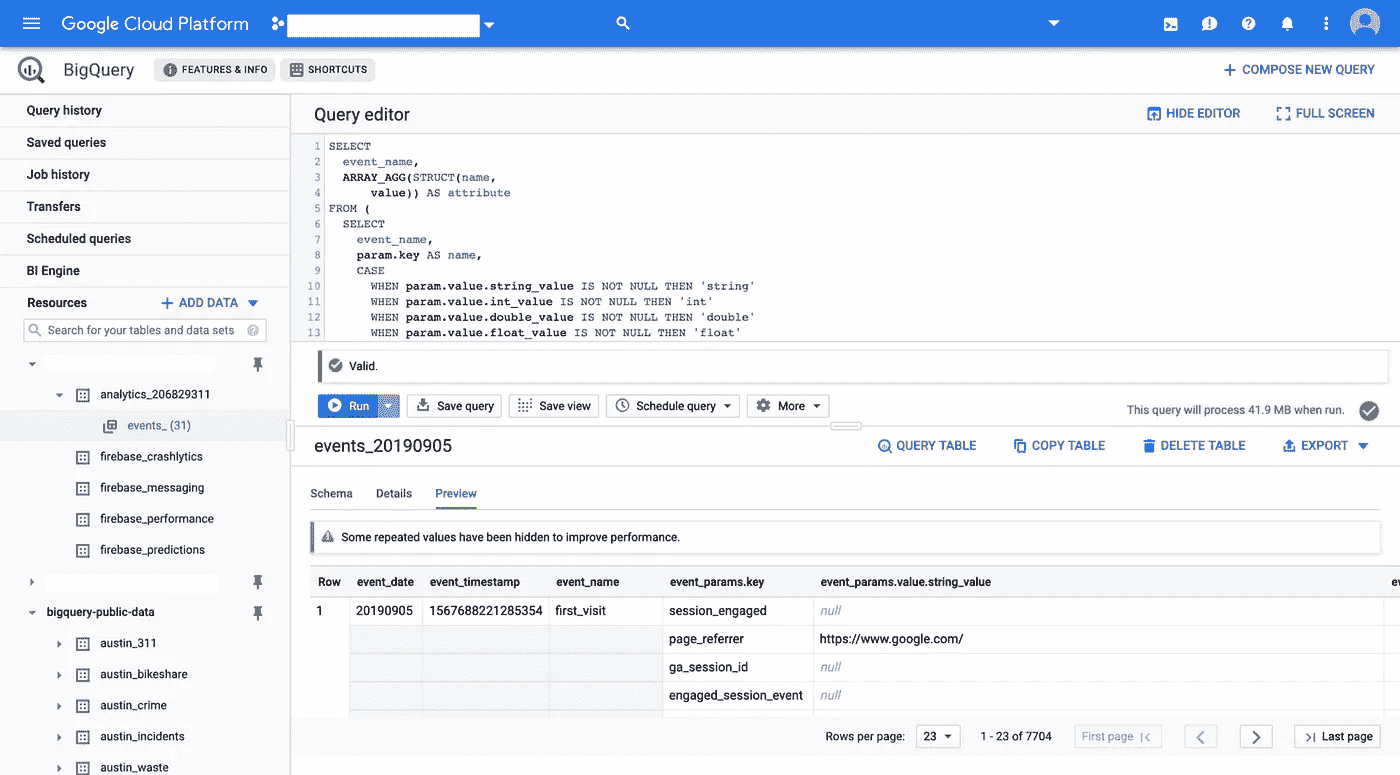 Google Cloud Platform
BigQuery
FEATURES & INFO
SHORTCUTS
COMPOSE NEW QUERY
Query history
Saved queries
Job history
Transfers
Scheduled queries
BI Engine
Resources
ADD DATA
Search for your tables and data sets
analytics_206829311
events_ (31)
firebase_crashlytics
firebase_messaging
firebase_performance
firebase_predictions
bigquery-public-data
austin_311
austin_bikeshare
austin_crime
austin_incidents
austin_waste
Query editor
HIDE EDITOR
FULL SCREEN
1 SELECT
2 event_name,
3 ARRAY_AGG(STRUCT(name,
4 value)) AS attribute
5 FROM (
6 SELECT
7 event_name,
8 param.key AS name,
9 CASE
10 WHEN param.value.string_value IS NOT NULL THEN 'string'
11 WHEN param.value.int_value IS NOT NULL THEN 'int'
12 WHEN param.value.double_value IS NOT NULL THEN 'double'
13 WHEN param.value.float_value IS NOT NULL THEN 'float'
Valid.
Run
Save query
Save view
Schedule query
More
This query will process 41.9 MB when run.
events_20190905
QUERY TABLE
COPY TABLE
DELETE TABLE
EXPORT
Schema
Details
Preview
Some repeated values have been hidden to improve performance.
Row event_date event_timestamp event_name event_params.key event_params.value.string_value
1 20190905 1567688221285354 first_visit session_engaged null
page_referrer https://www.google.com/
ga_session_id null
engaged_session_event null
Rows per page: 23 1 - 23 of 7704 First page Last page